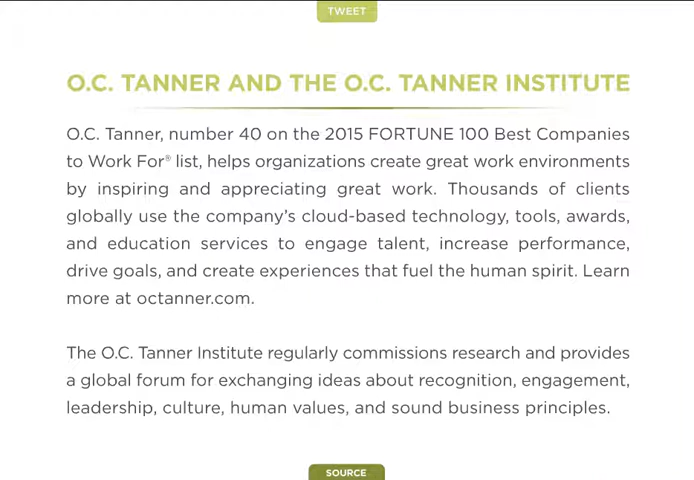 TWEET
O.C. TANNER AND THE O.C. TANNER INSTITUTE
O.C. Tanner, number 40 on the 2015 FORTUNE 100 Best Companies
to Work For® list, helps organizations create great work environments
by inspiring and appreciating great work. Thousands of clients
globally use the company's cloud-based technology, tools, awards,
and education services to engage talent, increase performance,
drive goals, and create experiences that fuel the human spirit. Learn
more at octanner.com.
The O.C. Tanner Institute regularly commissions research and provides
a global forum for exchanging ideas about recognition, engagement,
leadership, culture, human values, and sound business principles.
SOURCE